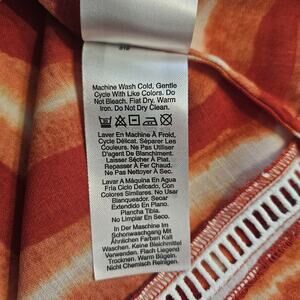 Machine Wash Cold, Gentle
Cycle With Like Colors. Do
Not Bleach. Flat Dry. Warm
Iron. Do Not Dry Clean.
Laver En Machine À Froid,
Cycle Délicat. Séparer Les
Couleurs. Ne Pas Utiliser
D'agent De Blanchiment.
Laisser Sécher À Plat.
Repasser À Fer Chaud.
Ne Pas Nettoyer À Sec.
Lavar A Máquina En Agua
Fría Ciclo Delicado, Con
Colores Similares. No Usar
Blanqueador. Secar
Extendido En Plano.
Plancha Tibia.
No Limpiar En Seco.
In Der Maschine Im
Schonwaschgang Mit
Ähnlichen Farben Kalt
Waschen. Keine Bleichmittel
Verwenden. Flach Liegend
Trocknen. Warm Bügeln.
Nicht Chemisch Reinigen.